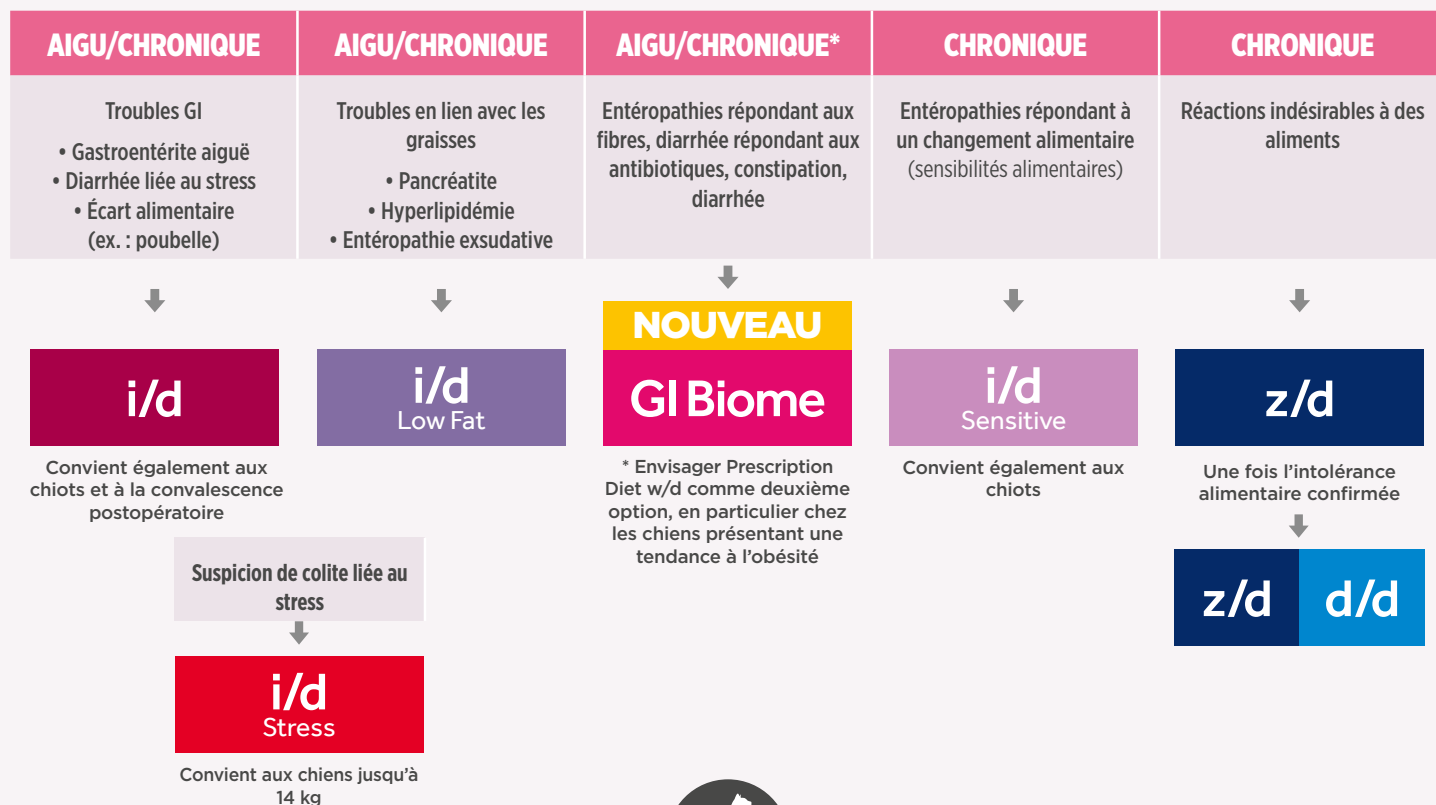 AIGU/CHRONIQUE
Troubles GI
• Gastroentérite aiguë
• Diarrhée liée au stress
• Écart alimentaire
(ex. : poubelle)
i/d
Convient également aux
chiots et à la convalescence
postopératoire
AIGU/CHRONIQUE
Troubles en lien avec les
graisses
• Pancréatite
• Hyperlipidémie
• Entéropathie exsudative
i/d
Low Fat
Suspicion de colite liée au
stress
i/d
Stress
Convient aux chiens jusqu'à
14 kg
AIGU/CHRONIQUE*
Entéropathies répondant aux
fibres, diarrhée répondant aux
antibiotiques, constipation,
diarrhée
NOUVEAU
GI Biome
* Envisager Prescription
Diet w/d comme deuxième
option, en particulier chez
les chiens présentant une
tendance à l'obésité
CHRONIQUE
Entéropathies répondant à
un changement alimentaire
(sensibilités alimentaires)
i/d
Sensitive
Convient également aux
chiots
CHRONIQUE
Réactions indésirables à des
aliments
z/d
Une fois l'intolérance
alimentaire confirmée
z/d d/d